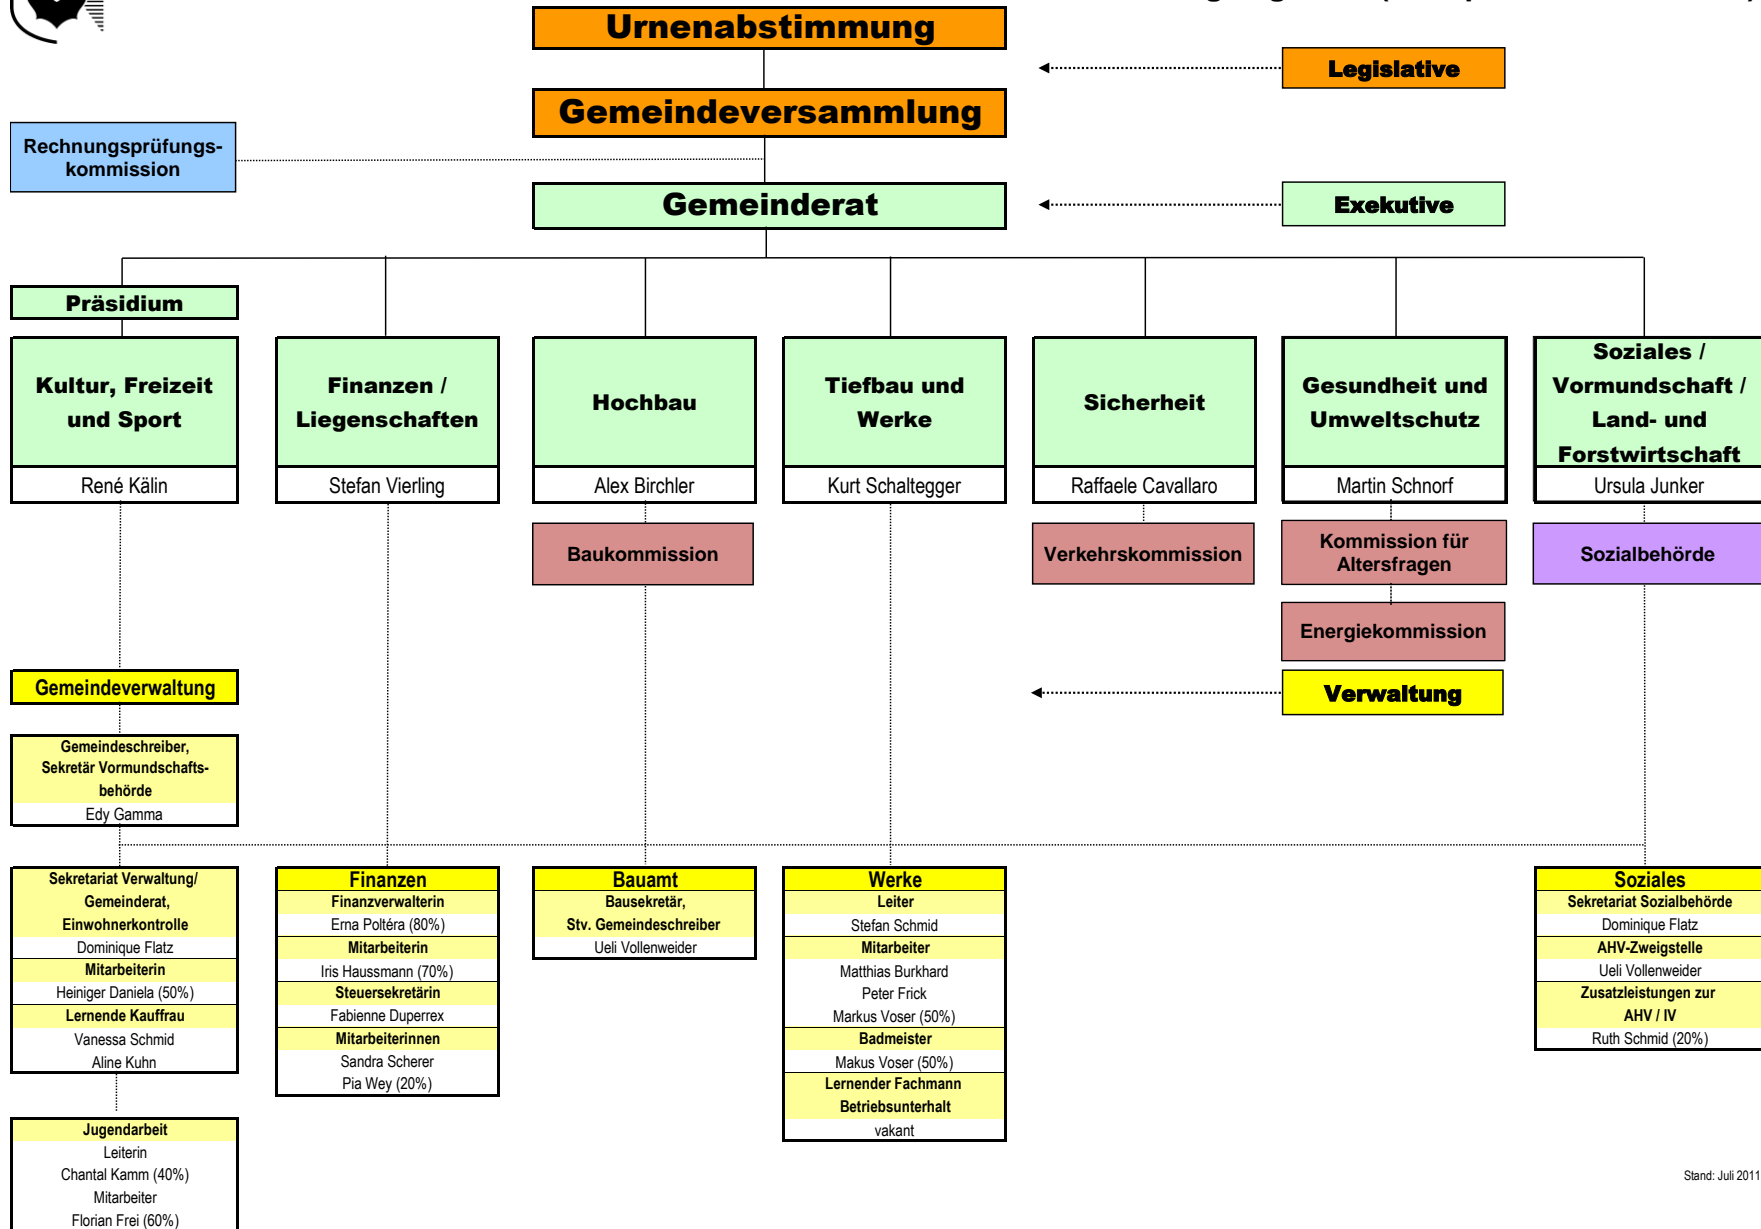 Urnenabstimmung
Legislative
Gemeindeversammlung
Rechnungsprüfungs-
kommission
Gemeinderat
Exekutive
Präsidium
Kultur, Freizeit
und Sport
René Kälin
Finanzen /
Liegenschaften
Stefan Vierling
Hochbau
Alex Birchler
Tiefbau und
Werke
Kurt Schaltegger
Sicherheit
Raffaele Cavallaro
Gesundheit und
Umweltschutz
Martin Schnorf
Soziales /
Vormundschaft /
Land- und
Forstwirtschaft
Ursula Junker
Baukommission
Verkehrskommission
Kommission für
Altersfragen
Sozialbehörde
Energiekommission
Gemeindeverwaltung
Verwaltung
Gemeindeschreiber,
Sekretär Vormundschafts-
behörde
Edy Gamma
Sekretariat Verwaltung/
Gemeinderat,
Einwohnerkontrolle
Dominique Flatz
Mitarbeiterin
Heiniger Daniela (50%)
Lernende Kauffrau
Vanessa Schmid
Aline Kuhn
Jugendarbeit
Leiterin
Chantal Kamm (40%)
Mitarbeiter
Florian Frei (60%)
Finanzen
Finanzverwalterin
Erna Poltéra (80%)
Mitarbeiterin
Iris Haussmann (70%)
Steuersekretärin
Fabienne Duperrex
Mitarbeiterinnen
Sandra Scherer
Pia Wey (20%)
Bauamt
Bausekretär,
Stv. Gemeindeschreiber
Ueli Vollenweider
Werke
Leiter
Stefan Schmid
Mitarbeiter
Matthias Burkhard
Peter Frick
Markus Voser (50%)
Badmeister
Makus Voser (50%)
Lernender Fachmann
Betriebsunterhalt
vakant
Soziales
Sekretariat Sozialbehörde
Dominique Flatz
AHV-Zweigstelle
Ueli Vollenweider
Zusatzleistungen zur
AHV / IV
Ruth Schmid (20%)
Stand: Juli 2011